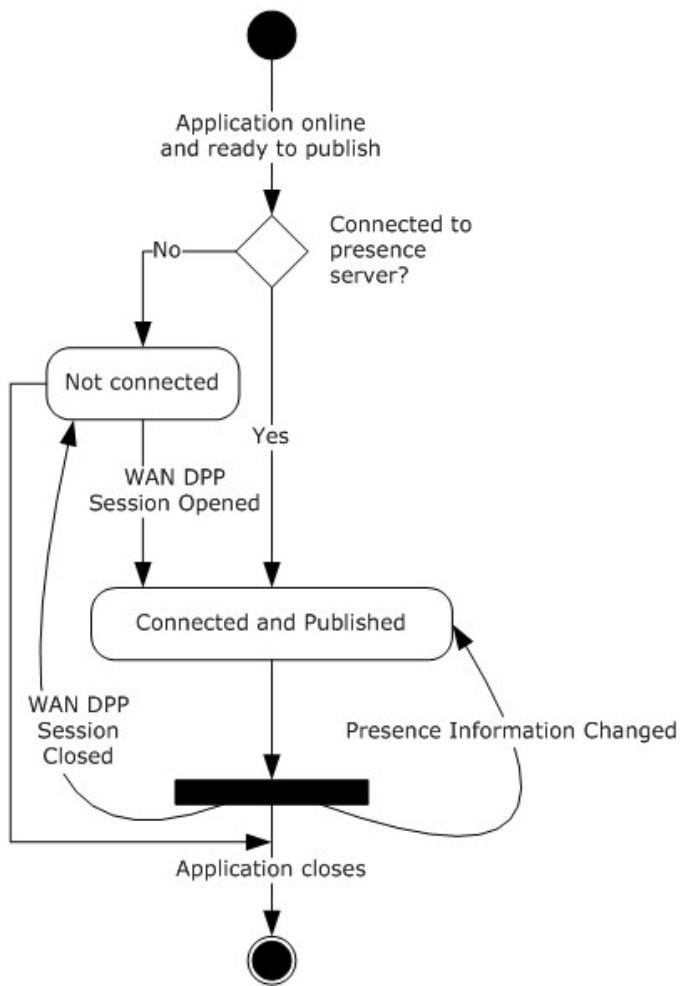 Application online
and ready to publish
Connected to
presence
server?
No
Not connected
Yes
WAN DPP
Session Opened
Connected and Published
WAN DPP
Session
Closed
Presence Information Changed
Application closes